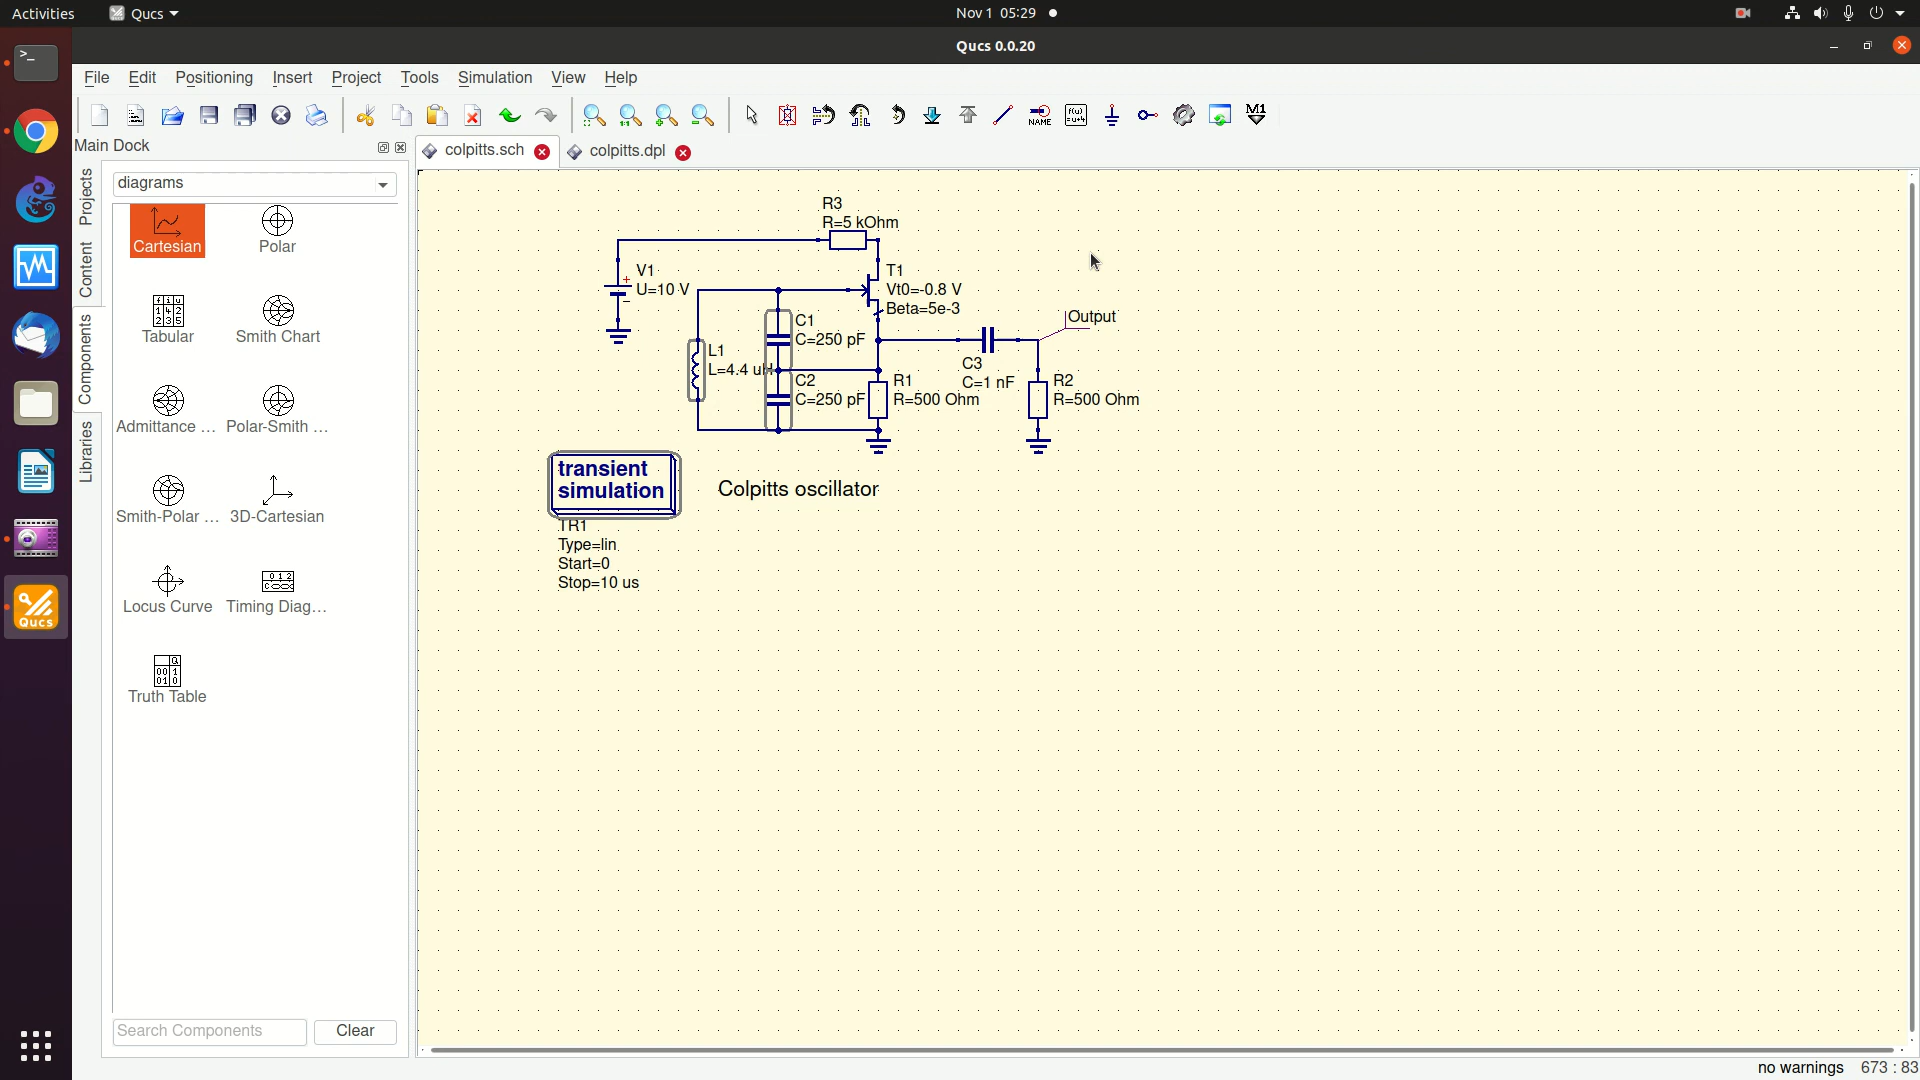 Activities
Qucs
Nov 1 05:29
Qucs 0.0.20
File Edit Positioning Insert Project Tools Simulation View Help
NAME
M1
Main Dock
colpitts.sch
colpitts.dpl
Projects
Content
Components
Libraries
diagrams
Cartesian
Polar
Tabular
Smith Chart
Admittance ...
Polar-Smith ...
Smith-Polar ...
3D-Cartesian
Locus Curve
Timing Diag...
Truth Table
Search Components
Clear
R3
R=5 kOhm
V1
U=10 V
T1
Vt0=-0.8 V
Beta=5e-3
C1
C=250 pF
Output
L1
L=4.4 uH
C2
C=250 pF
R1
R=500 Ohm
C3
C=1 nF
R2
R=500 Ohm
transient
simulation
Colpitts oscillator
TR1
Type=lin
Start=0
Stop=10 us
Qucs
no warnings
673 : 83